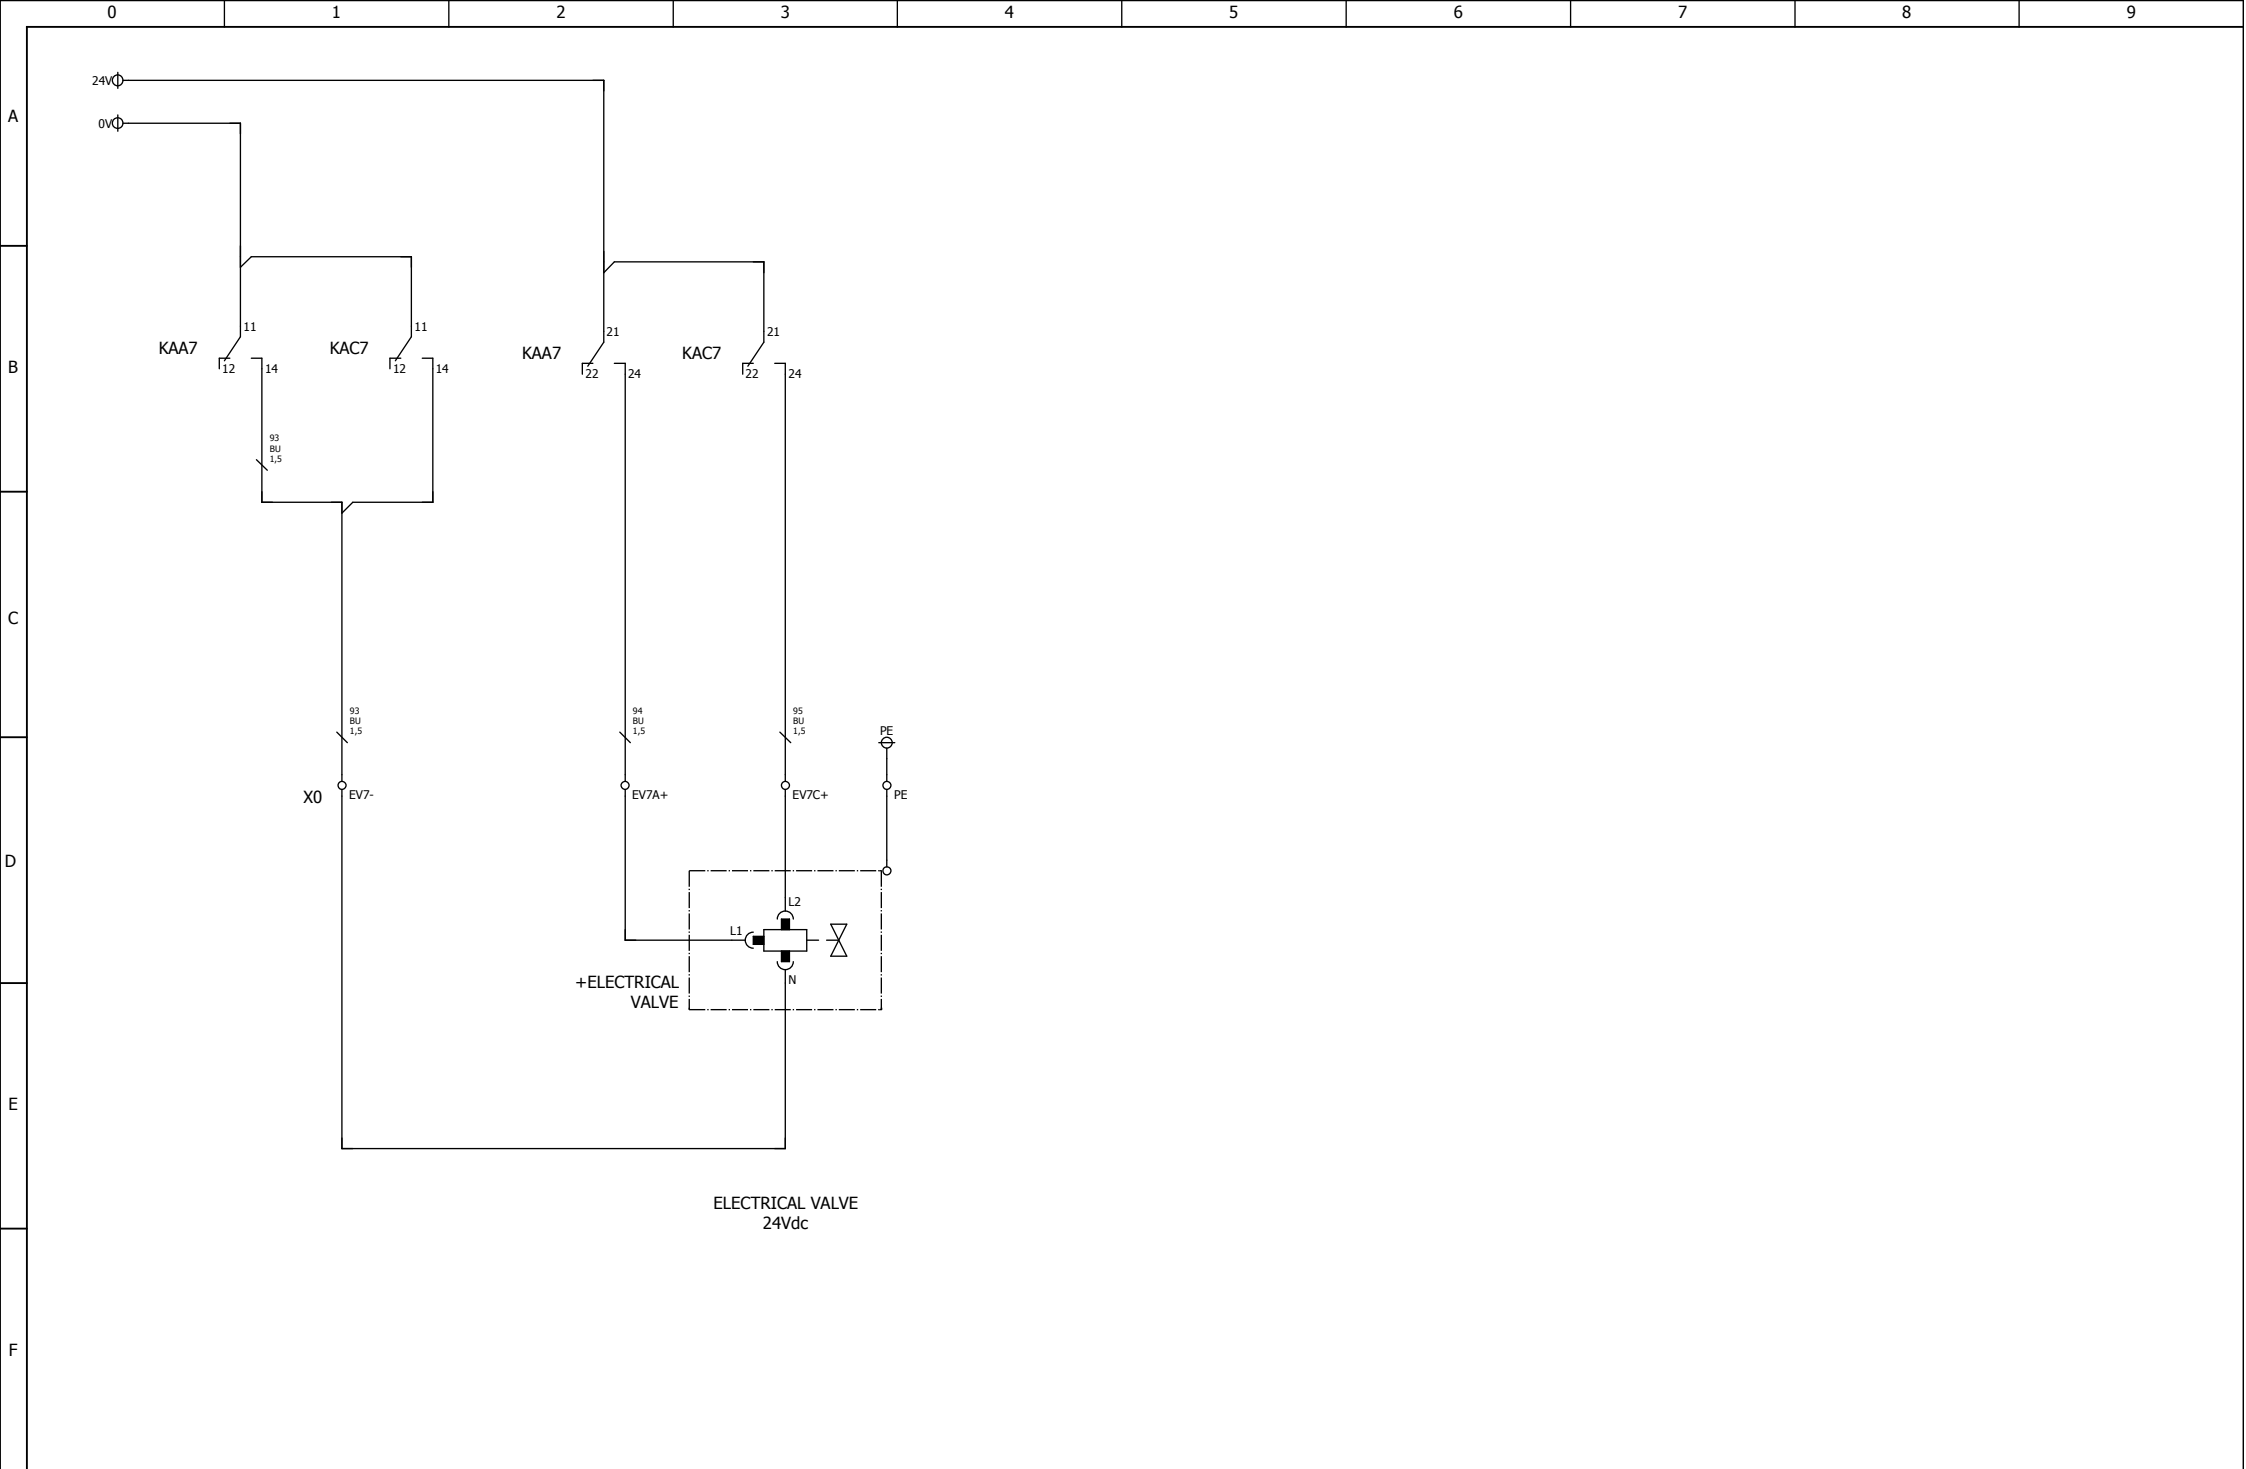 0 1 2 3 4 5 6 7 8 9
A
24V
0V
B
KAA7 11 12 14
KAC7 11 12 14
KAA7 21 22 24
KAC7 21 22 24
93
BU
1,5
C
93
BU
1,5
94
BU
1,5
95
BU
1,5
PE
D
X0 EV7-
EV7A+
EV7C+
PE
L2
L1
N
+ELECTRICAL
VALVE
E
ELECTRICAL VALVE
24Vdc
F